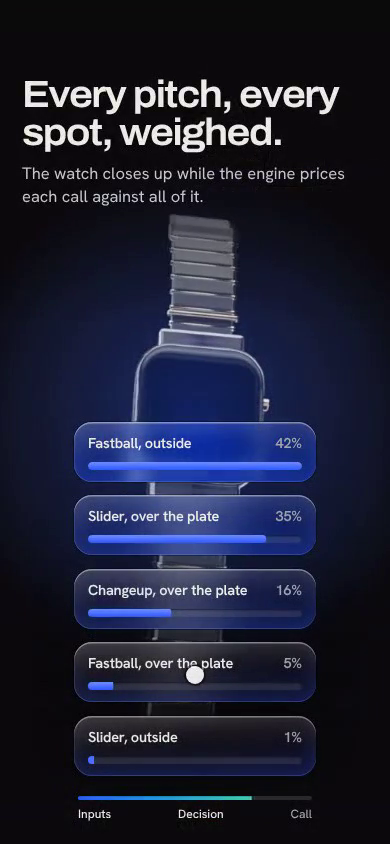 Every pitch, every
spot, weighed.
The watch closes up while the engine prices
each call against all of it.
Fastball, outside 42%
Slider, over the plate 35%
Changeup, over the plate 16%
Fastball, over the plate 5%
Slider, outside 1%
Inputs Decision Call